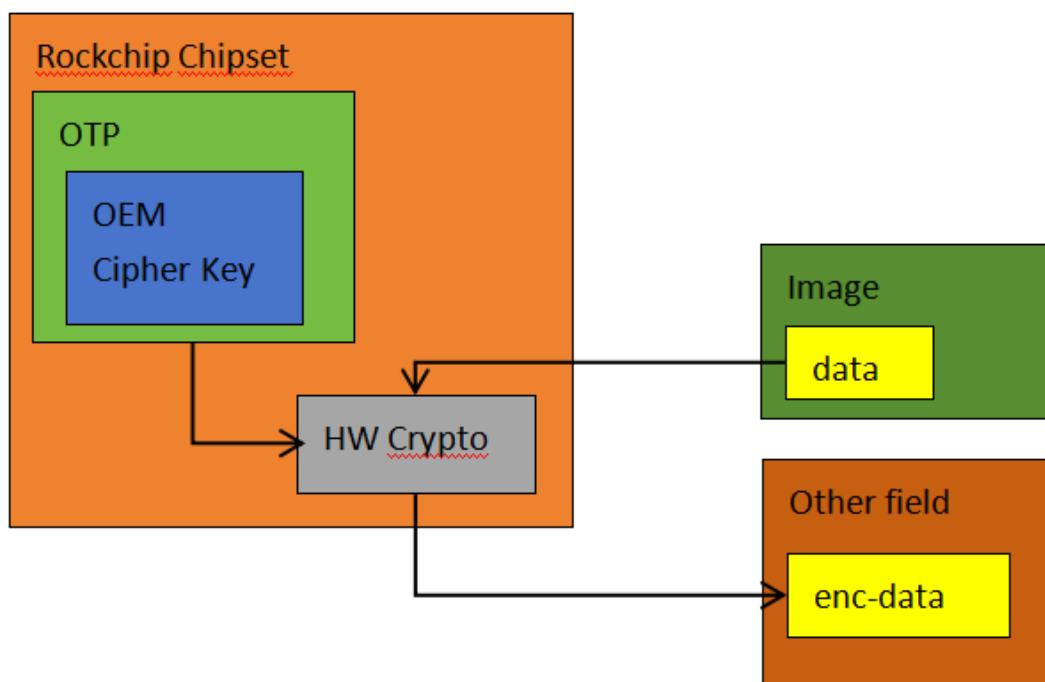 Rockchip Chipset
OTP
OEM
Cipher Key
Image
data
HW Crypto
Other field
enc-data